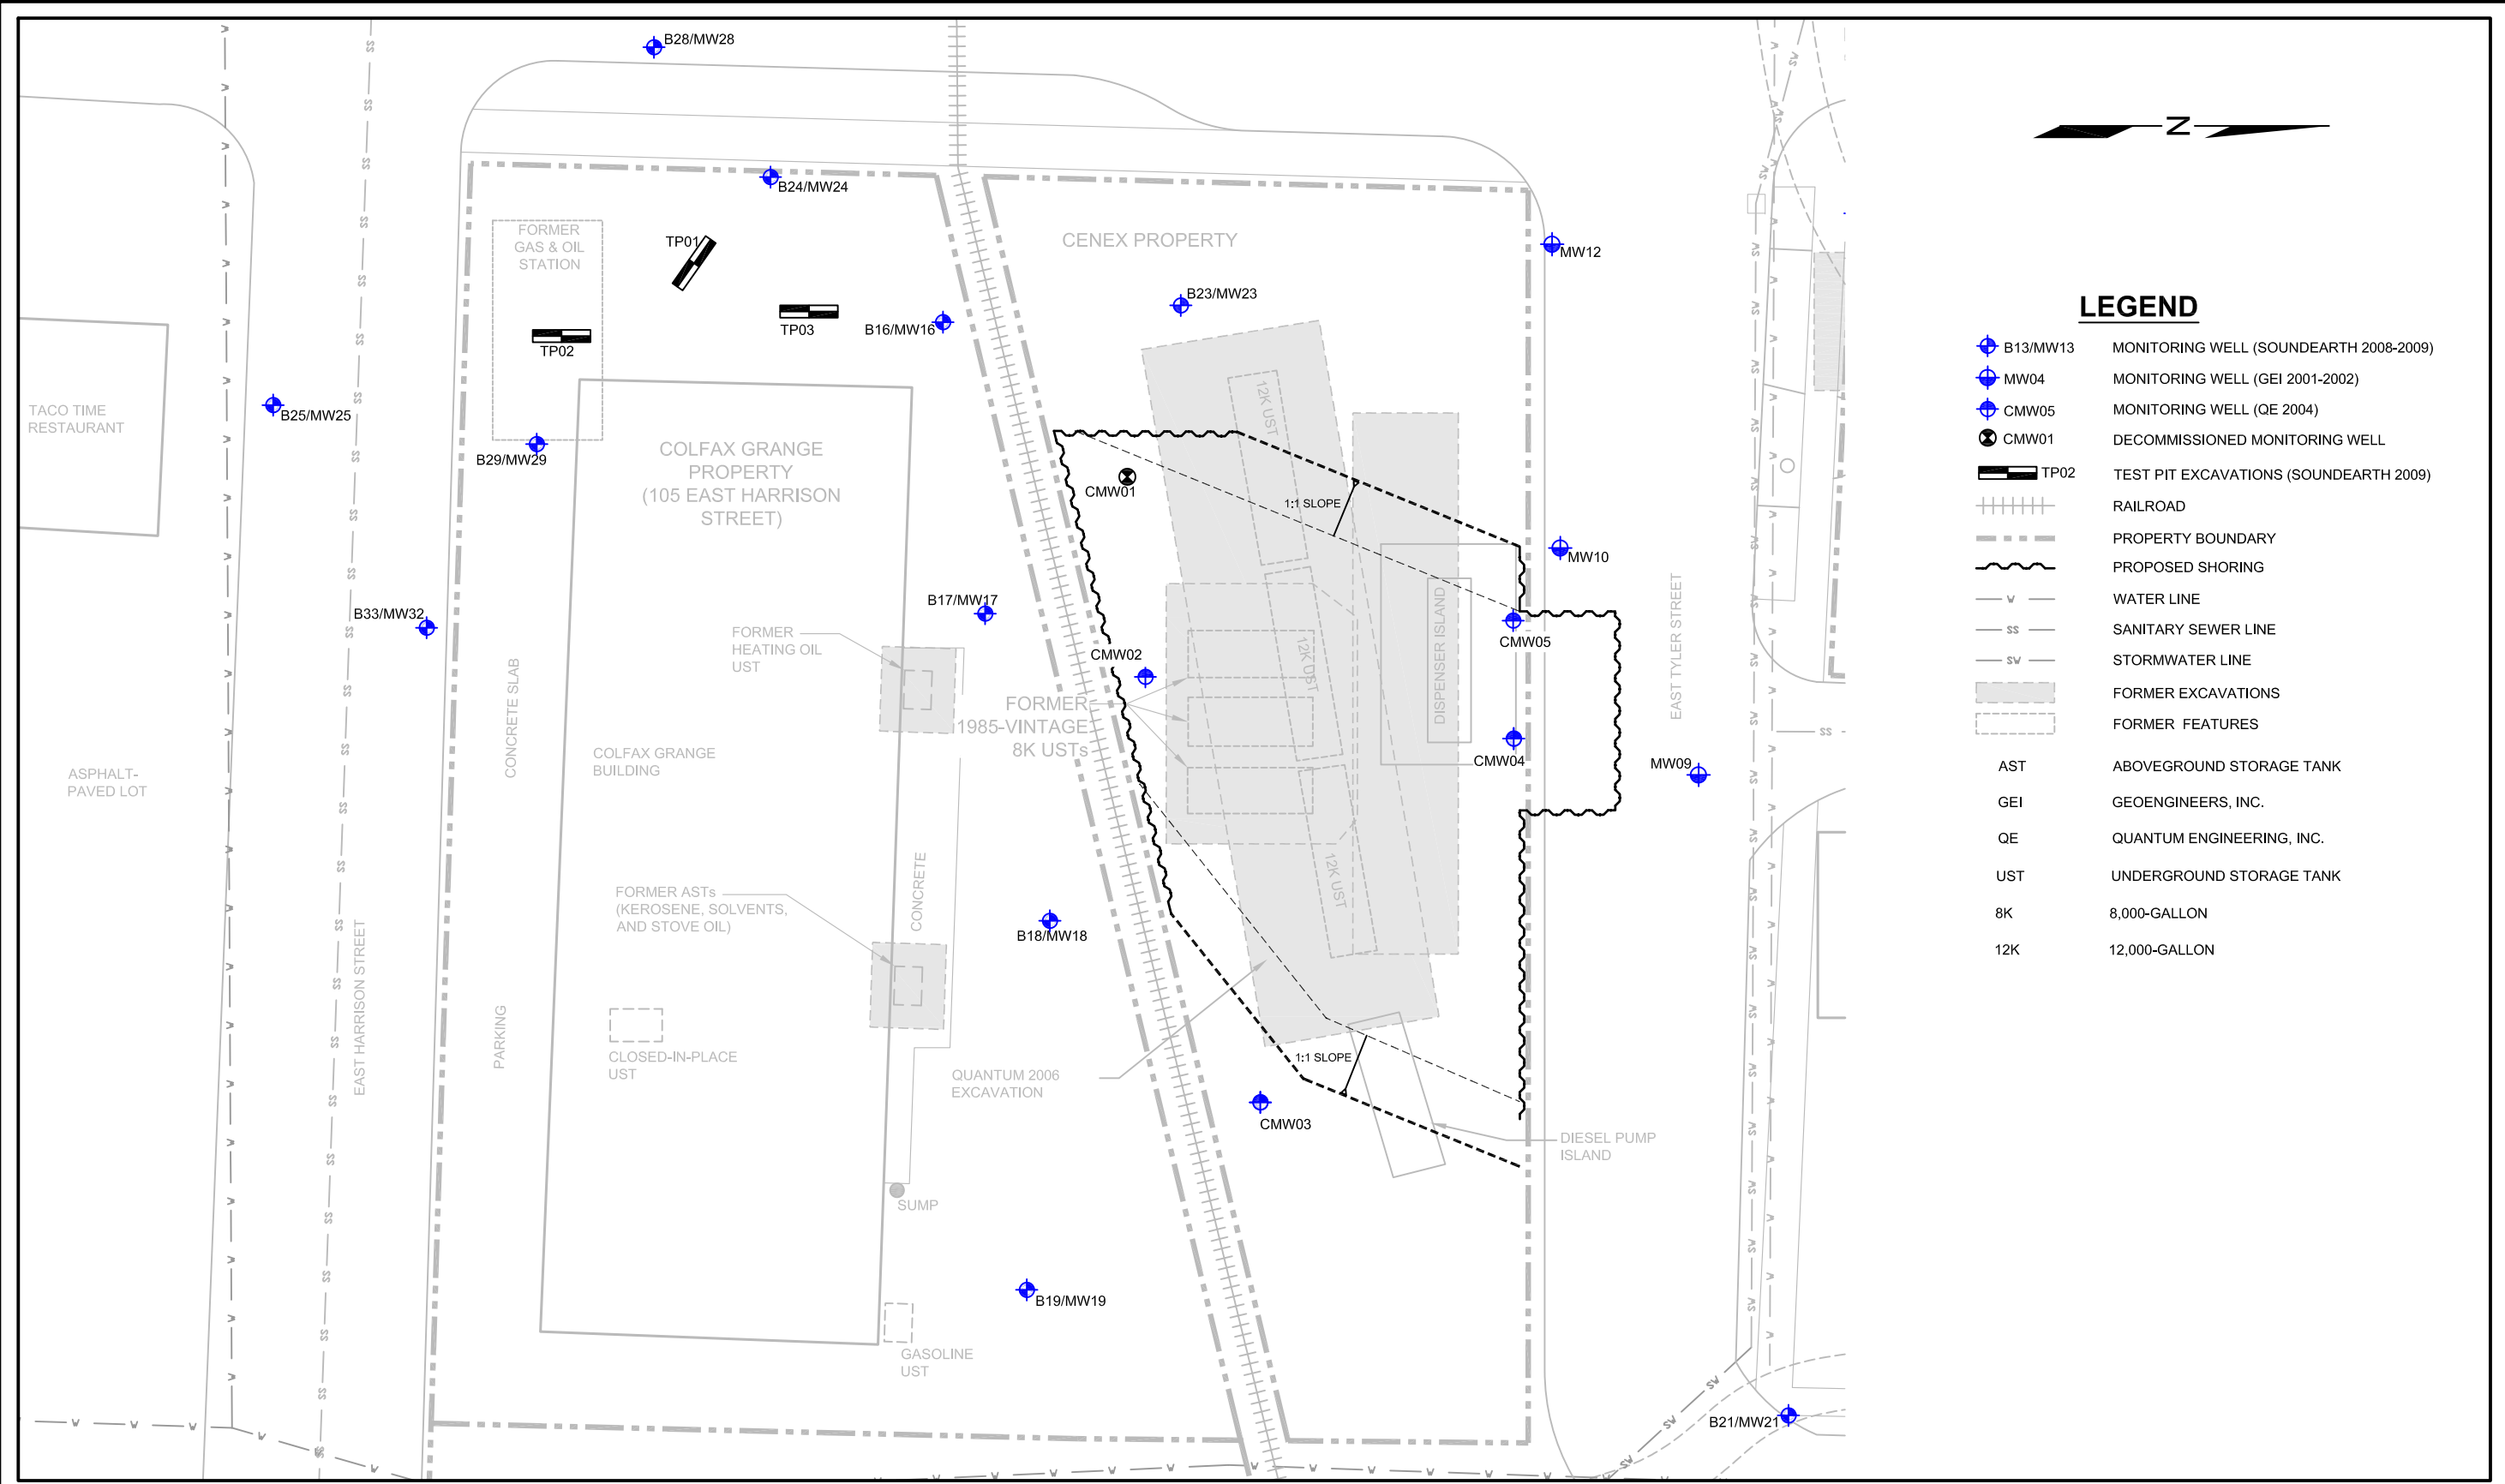 B28/MW28
B24/MW24
FORMER
GAS & OIL
STATION
TP01
TP02
TP03
B16/MW16
CENEX PROPERTY
B23/MW23
MW12
N
TACO TIME
RESTAURANT
B25/MW25
B29/MW29
COLFAX GRANGE
PROPERTY
(105 EAST HARRISON
STREET)
CMW01
12K UST
1:1 SLOPE
MW10
B33/MW32
B17/MW17
FORMER
HEATING OIL
UST
CMW02
CMW05
DISPENSER ISLAND
EAST TYLER STREET
CONCRETE SLAB
FORMER
1985-VINTAGE
8K USTs
12K UST
CMW04
MW09
COLFAX GRANGE
BUILDING
ASPHALT-
PAVED LOT
FORMER ASTs
(KEROSENE, SOLVENTS,
AND STOVE OIL)
CONCRETE
12K UST
B18/MW18
EAST HARRISON STREET
PARKING
CLOSED-IN-PLACE
UST
QUANTUM 2006
EXCAVATION
1:1 SLOPE
CMW03
DIESEL PUMP
ISLAND
SUMP
B19/MW19
GASOLINE
UST
B21/MW21
LEGEND
B13/MW13 MONITORING WELL (SOUNDEARTH 2008-2009)
MW04 MONITORING WELL (GEI 2001-2002)
CMW05 MONITORING WELL (QE 2004)
CMW01 DECOMMISSIONED MONITORING WELL
TP02 TEST PIT EXCAVATIONS (SOUNDEARTH 2009)
RAILROAD
PROPERTY BOUNDARY
PROPOSED SHORING
W WATER LINE
SS SANITARY SEWER LINE
SW STORMWATER LINE
FORMER EXCAVATIONS
FORMER FEATURES
AST ABOVEGROUND STORAGE TANK
GEI GEOENGINEERS, INC.
QE QUANTUM ENGINEERING, INC.
UST UNDERGROUND STORAGE TANK
8K 8,000-GALLON
12K 12,000-GALLON